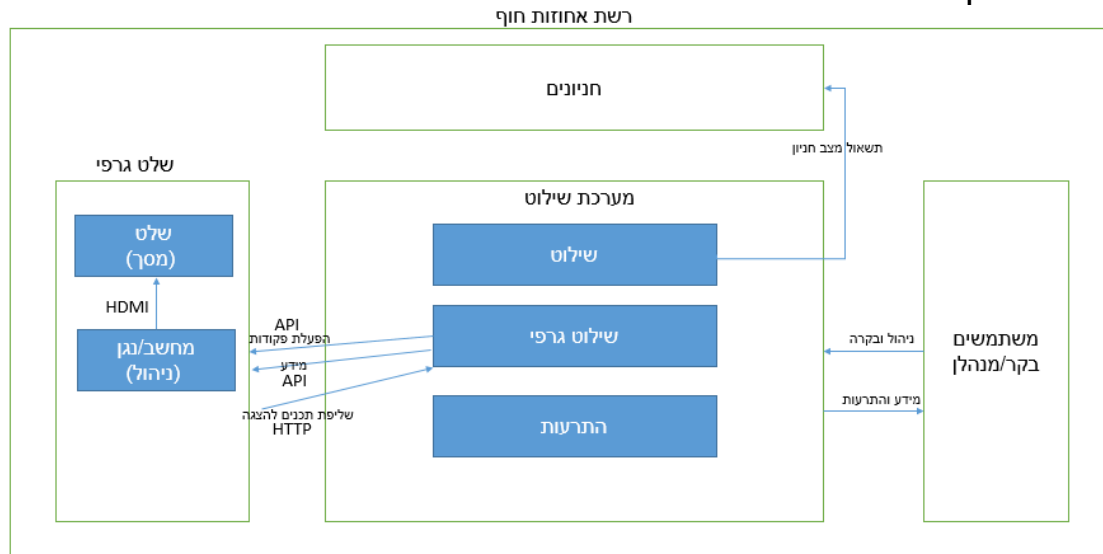 רשת אחוזות חוף
חניונים
תשאול מצב חניון
שלט גרפי
מערכת שילוט
שלט
(מסך)
HDMI
מחשב/נגן
(ניהול)
API
הפעלת פקודות
מידע
API
שליפת תכנים להצגה
HTTP
שילוט
שילוט גרפי
התרעות
ניהול ובקרה
מידע והתרעות
משתמשים
בקר/מנהלן